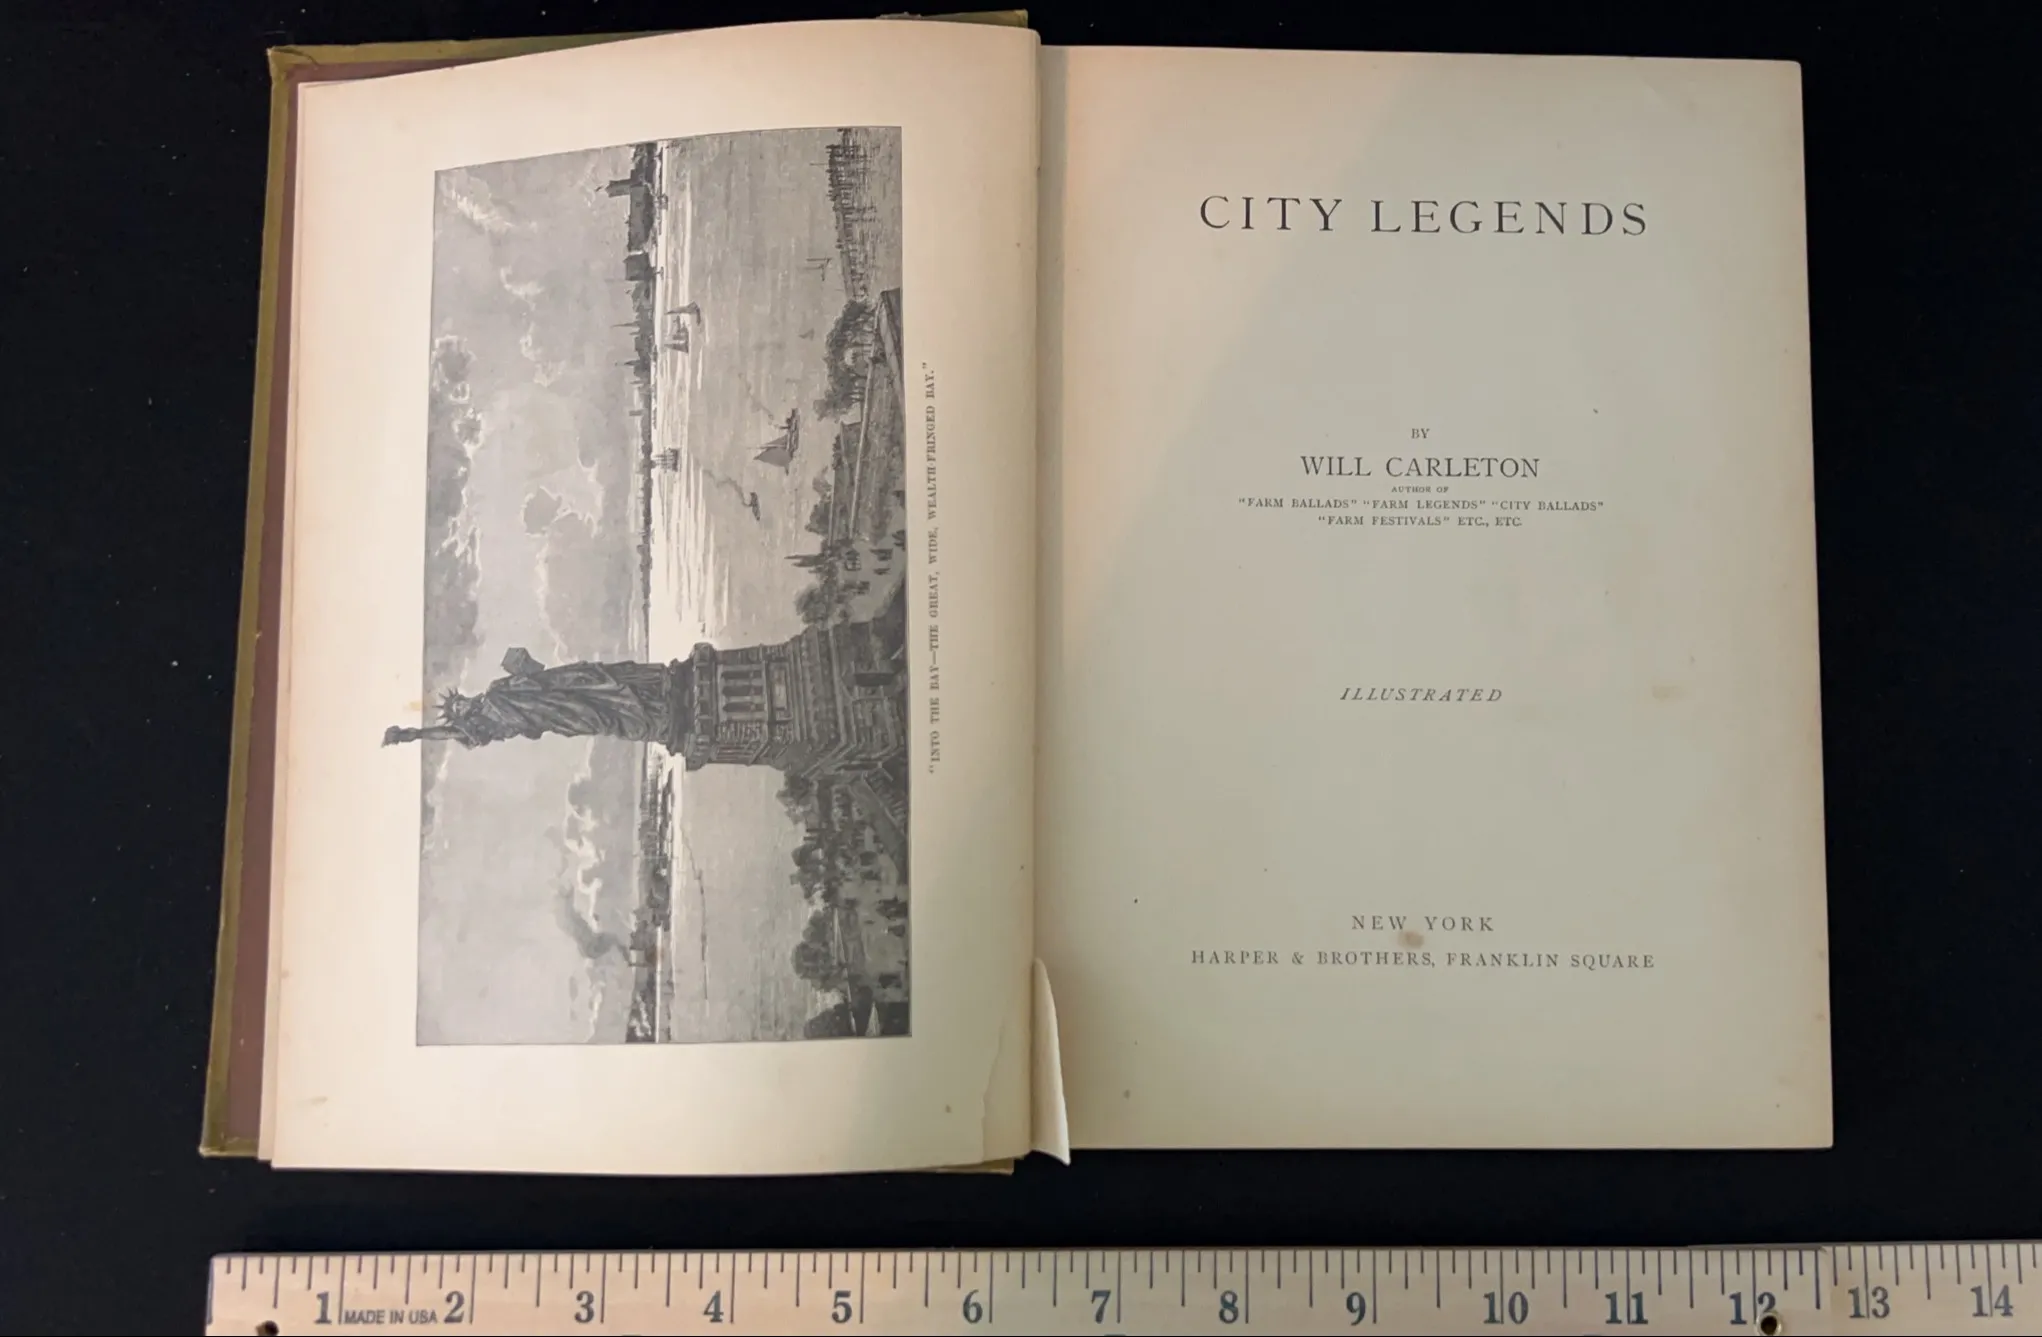 "INTO THE BAY—THE GREAT, WIDE, WEALTH-FRINGED BAY."
CITY LEGENDS
BY
WILL CARLETON
AUTHOR OF
"FARM BALLADS" "FARM LEGENDS" "CITY BALLADS"
"FARM FESTIVALS" ETC., ETC.
ILLUSTRATED
NEW YORK
HARPER & BROTHERS, FRANKLIN SQUARE
1 MADE IN USA 2 3 4 5 6 7 8 9 10 11 12 13 14